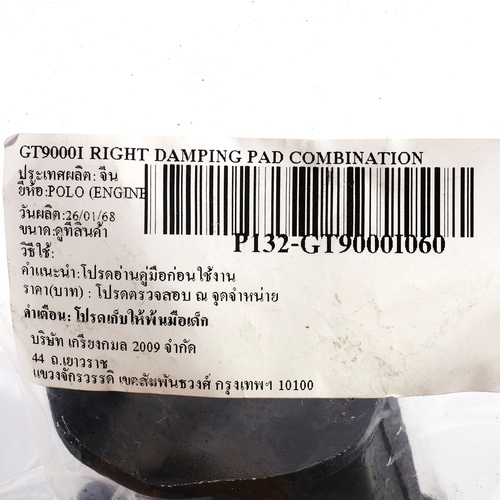 GT9000I RIGHT DAMPING PAD COMBINATION
ประเทศผลิต: จีน
ยี่ห้อ:POLO (ENGINE
วันผลิต:26/01/68
ขนาด:ดูที่สินค้า
P132-GT9000I060
วิธีใช้:
คำแนะนำ:โปรดอ่านคู่มือก่อนใช้งาน
ราคา(บาท) : โปรดตรวจสอบ ณ จุดจำหน่าย
คำเตือน: โปรดเก็บให้พ้นมือเด็ก
บริษัท เกรียงกมล 2009 จำกัด
44 ถ.เยาวราช
แขวงจักรวรรดิ เขตสัมพันธวงศ์ กรุงเทพฯ 10100